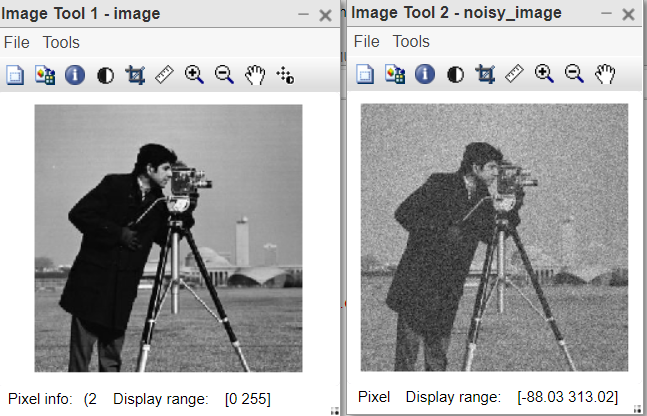 Image Tool 1 - image
File Tools
Pixel info: (2 Display range: [0 255]
Image Tool 2 - noisy_image
File Tools
Pixel Display range: [-88.03 313.02]